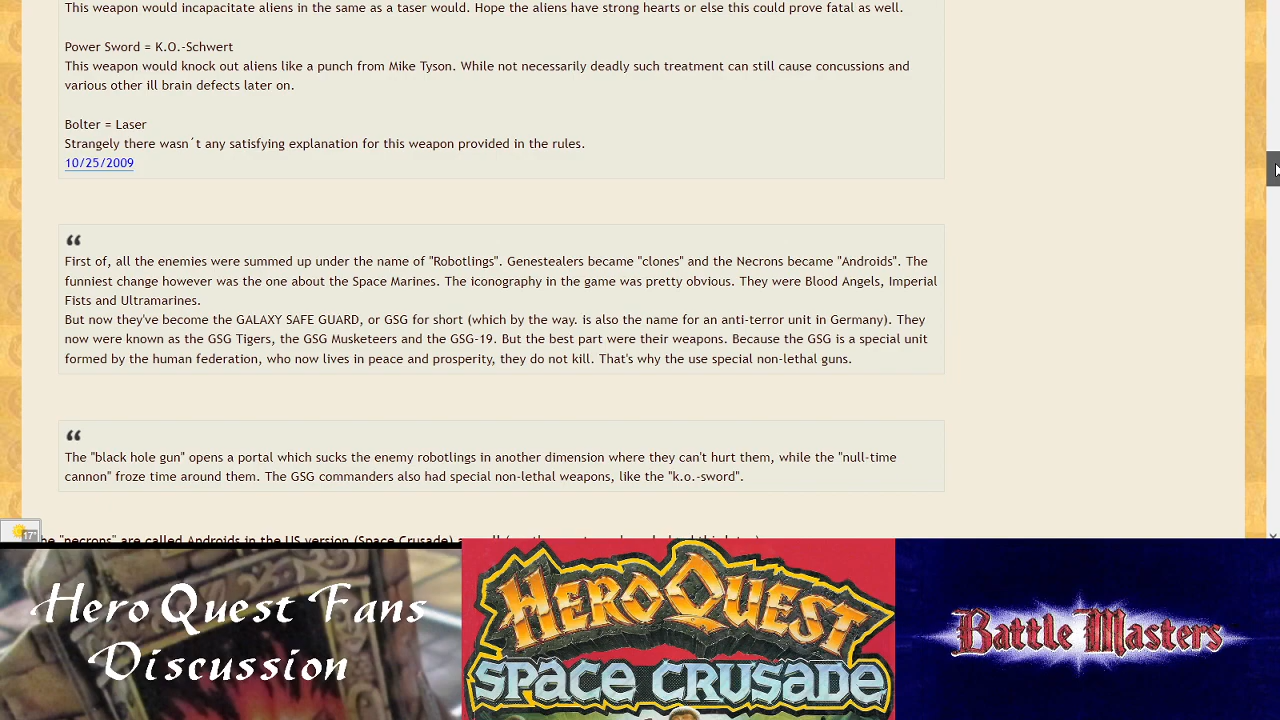 This weapon would incapacitate aliens in the same as a taser would. Hope the aliens have strong hearts or else this could prove fatal as well.
Power Sword = K.O.-Schwert
This weapon would knock out aliens like a punch from Mike Tyson. While not necessarily deadly such treatment can still cause concussions and
various other ill brain defects later on.
Bolter = Laser
Strangely there wasn´t any satisfying explanation for this weapon provided in the rules.
10/25/2009
“
First of, all the enemies were summed up under the name of "Robotlings". Genestealers became "clones" and the Necrons became "Androids". The
funniest change however was the one about the Space Marines. The iconography in the game was pretty obvious. They were Blood Angels, Imperial
Fists and Ultramarines.
But now they've become the GALAXY SAFE GUARD, or GSG for short (which by the way. is also the name for an anti-terror unit in Germany). They
now were known as the GSG Tigers, the GSG Musketeers and the GSG-19. But the best part were their weapons. Because the GSG is a special unit
formed by the human federation, who now lives in peace and prosperity, they do not kill. That's why the use special non-lethal guns.
“
The "black hole gun" opens a portal which sucks the enemy robotlings in another dimension where they can't hurt them, while the "null-time
cannon" froze time around them. The GSG commanders also had special non-lethal weapons, like the "k.o.-sword".
"necrons" are called Androids in the US version (Space Crusade)
17°
HeroQuest Fans
Discussion
HEROQUEST
SPACE CRUSADE
Battle Masters